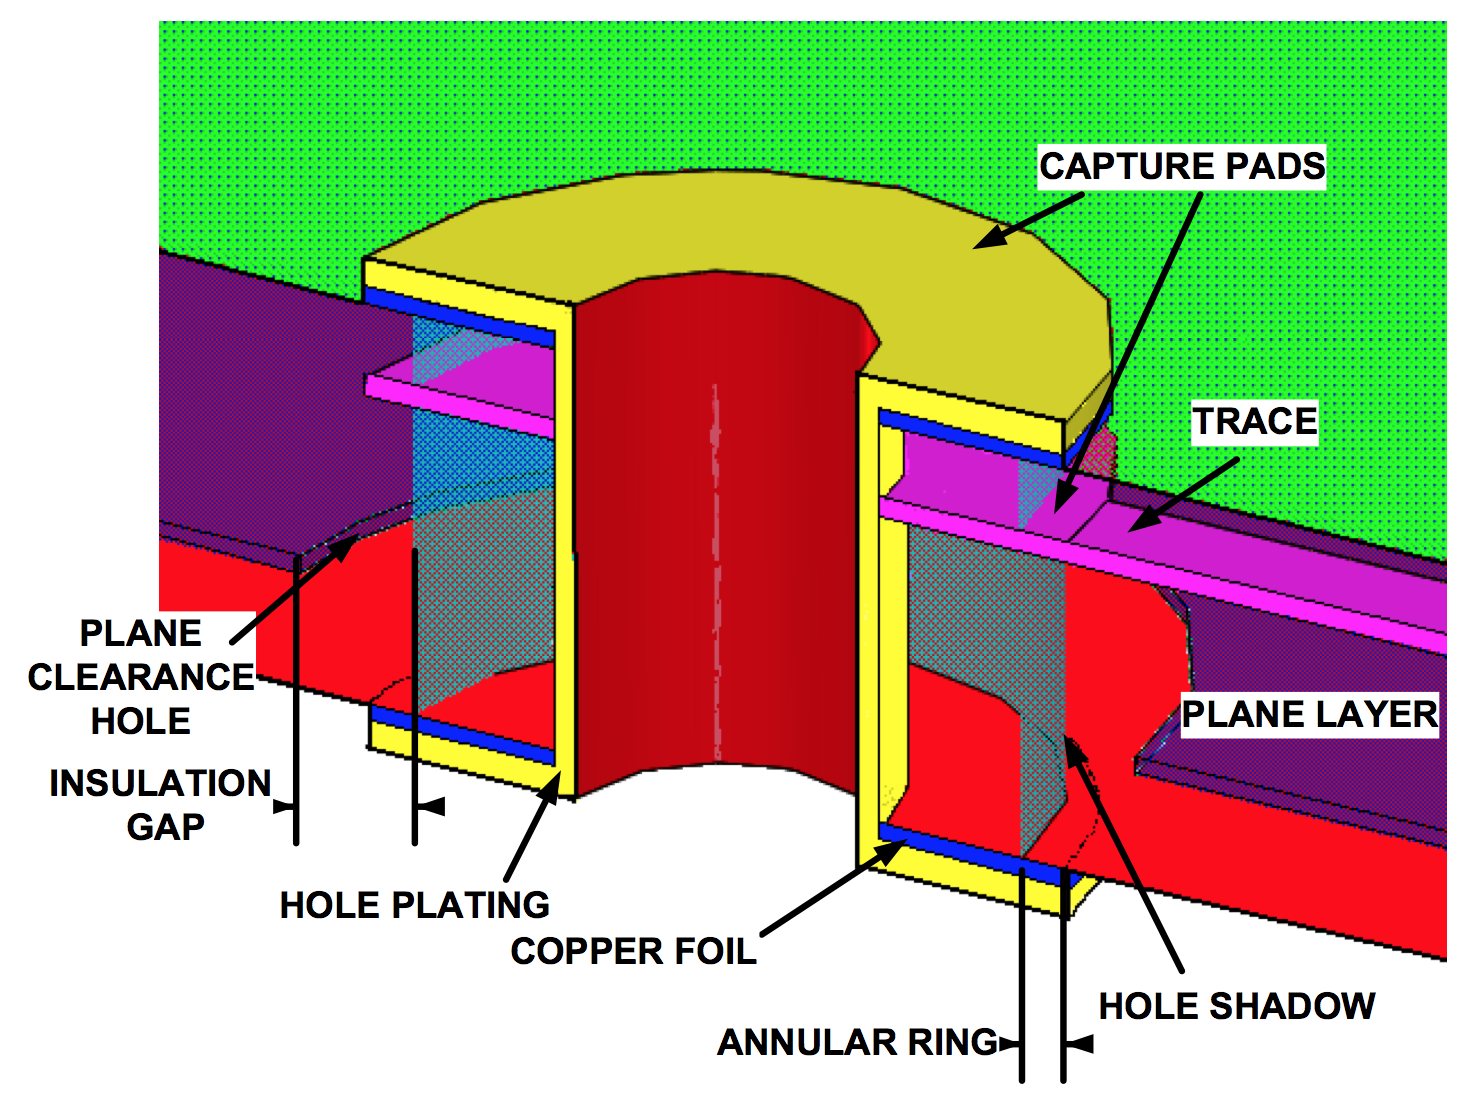 CAPTURE PADS
TRACE
PLANE
CLEARANCE
HOLE
PLANE LAYER
INSULATION
GAP
HOLE PLATING
COPPER FOIL
HOLE SHADOW
ANNULAR RING